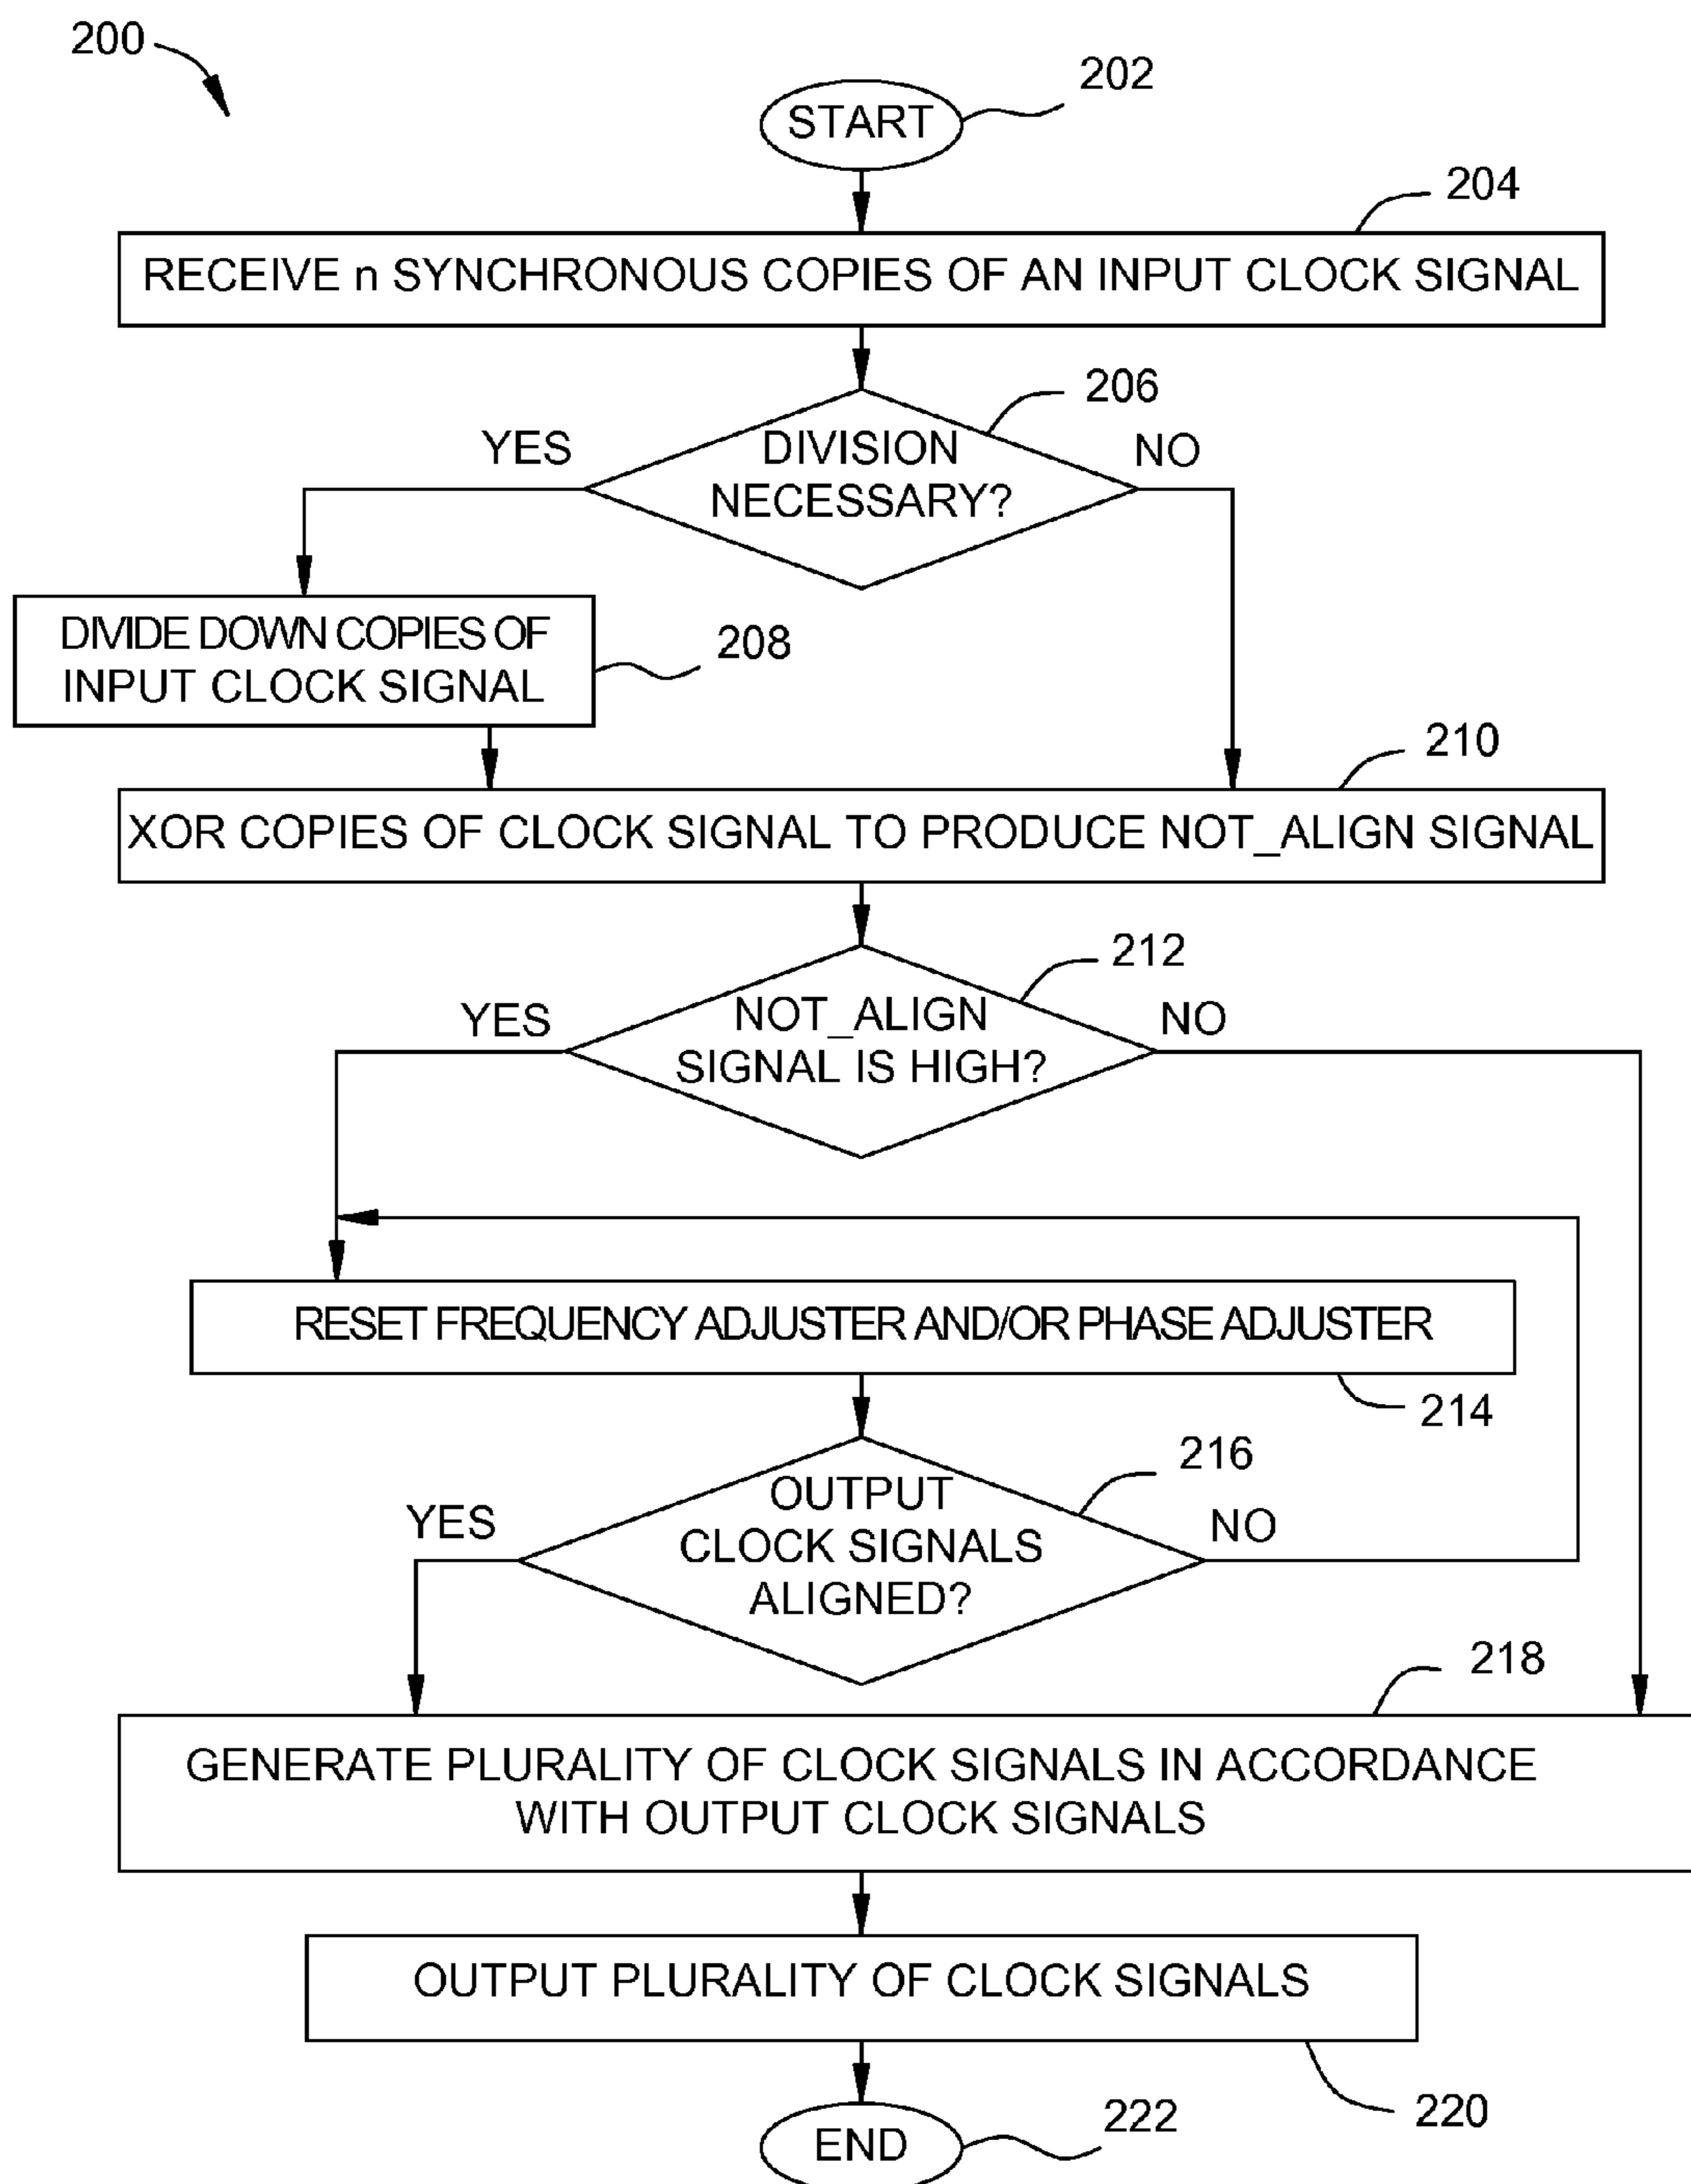 200
START
202
204
RECEIVE n SYNCHRONOUS COPIES OF AN INPUT CLOCK SIGNAL
206
YES
DIVISION
NECESSARY?
NO
DIVIDE DOWN COPIES OF
INPUT CLOCK SIGNAL
208
210
XOR COPIES OF CLOCK SIGNAL TO PRODUCE NOT_ALIGN SIGNAL
212
YES
NOT_ALIGN
SIGNAL IS HIGH?
NO
RESET FREQUENCY ADJUSTER AND/OR PHASE ADJUSTER
214
216
YES
OUTPUT
CLOCK SIGNALS
ALIGNED?
NO
218
GENERATE PLURALITY OF CLOCK SIGNALS IN ACCORDANCE
WITH OUTPUT CLOCK SIGNALS
OUTPUT PLURALITY OF CLOCK SIGNALS
220
END
222